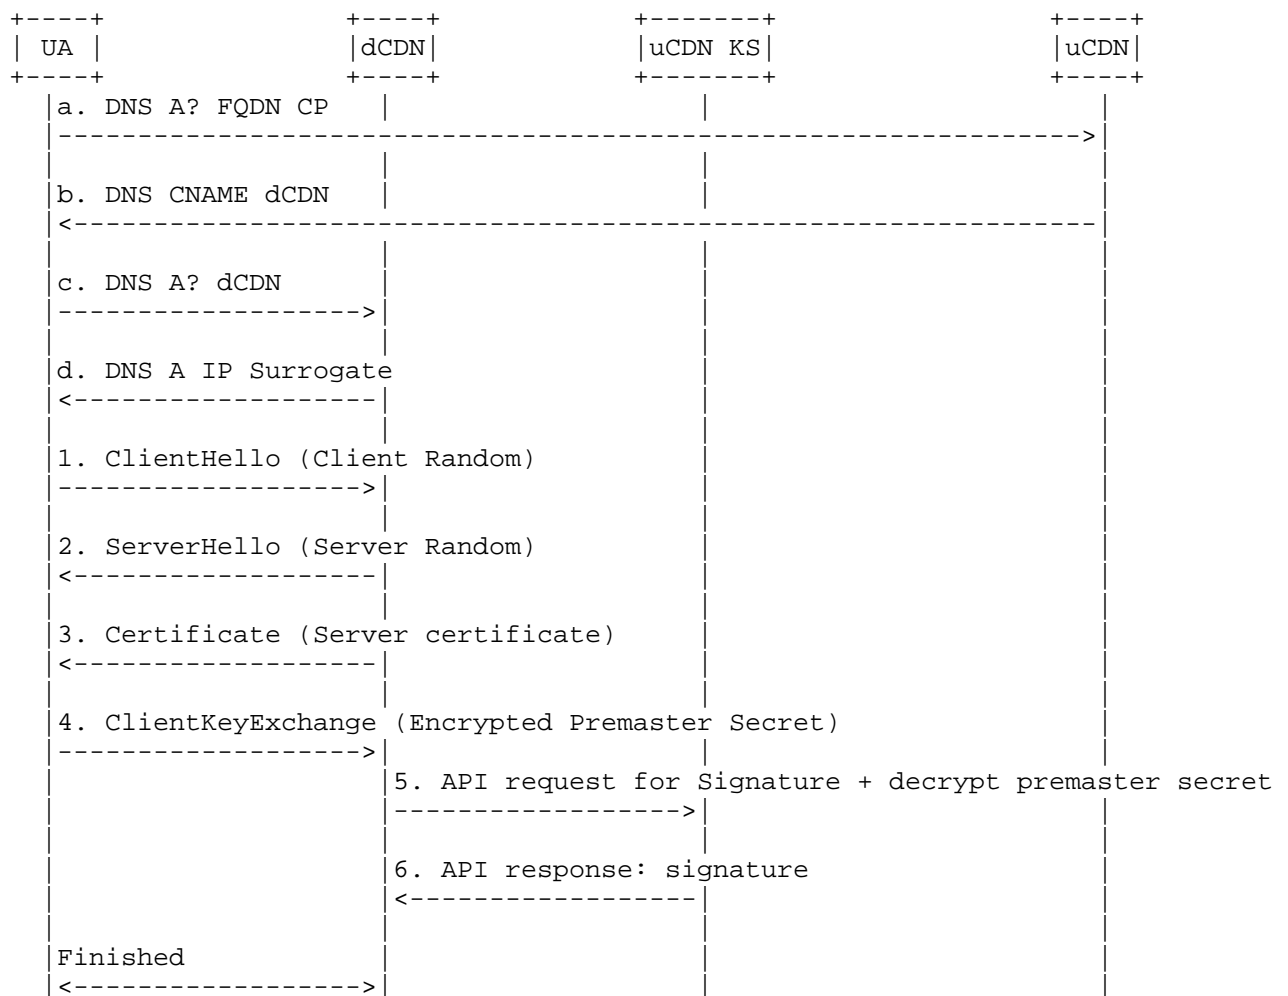 UA dCDN uCDN KS uCDN
a. DNS A? FQDN CP
b. DNS CNAME dCDN
c. DNS A? dCDN
d. DNS A IP Surrogate
1. ClientHello (Client Random)
2. ServerHello (Server Random)
3. Certificate (Server certificate)
4. ClientKeyExchange (Encrypted Premaster Secret)
5. API request for Signature + decrypt premaster secret
6. API response: signature
Finished